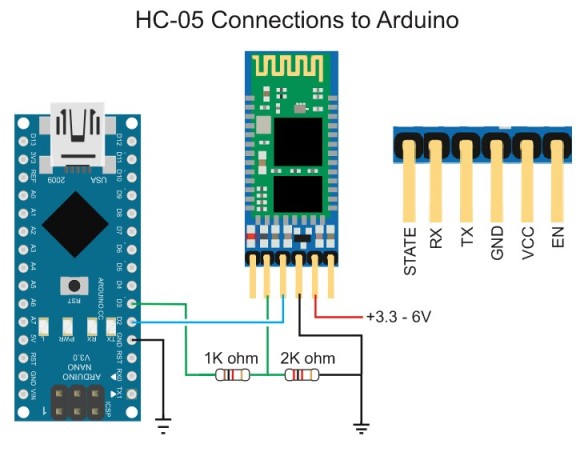 HC-05 Connections to Arduino
D13
3V3
REF
A0
A1
A2
A3
A4
A5
A6
A7
5V
RST
GND
VIN
2009
USA
D12
D11
D10
D9
D8
D7
D6
D5
D4
D3
D2
GND
RST
RX0
TX1
RST
ARDUINO.CC
L
PWR
RX
TX
ARDUINO
NANO
V3.0
ICSP
1
+3.3 - 6V
1K ohm
2K ohm
STATE
RX
TX
GND
VCC
EN